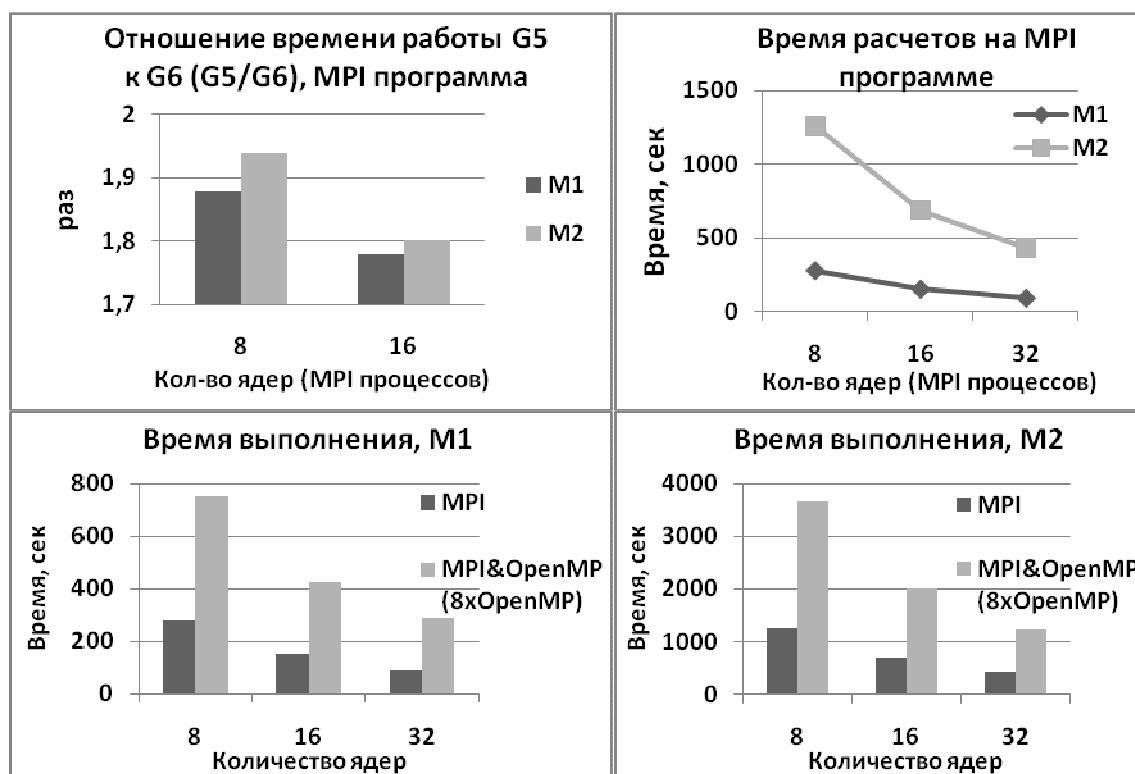 Отношение времени работы G5
к G6 (G5/G6), MPI программа
2
1,9
1,8
1,7
раз
8
16
Кол-во ядер (MPI процессов)
M1
M2
Время расчетов на MPI
программе
1500
1000
500
0
Время, сек
8
16
32
Кол-во ядер (MPI процессов)
M1
M2
Время выполнения, M1
800
600
400
200
0
Время, сек
8
16
32
Количество ядер
MPI
MPI&OpenMP
(8xOpenMP)
Время выполнения, M2
4000
3000
2000
1000
0
Время, сек
8
16
32
Количество ядер
MPI
MPI&OpenMP
(8xOpenMP)